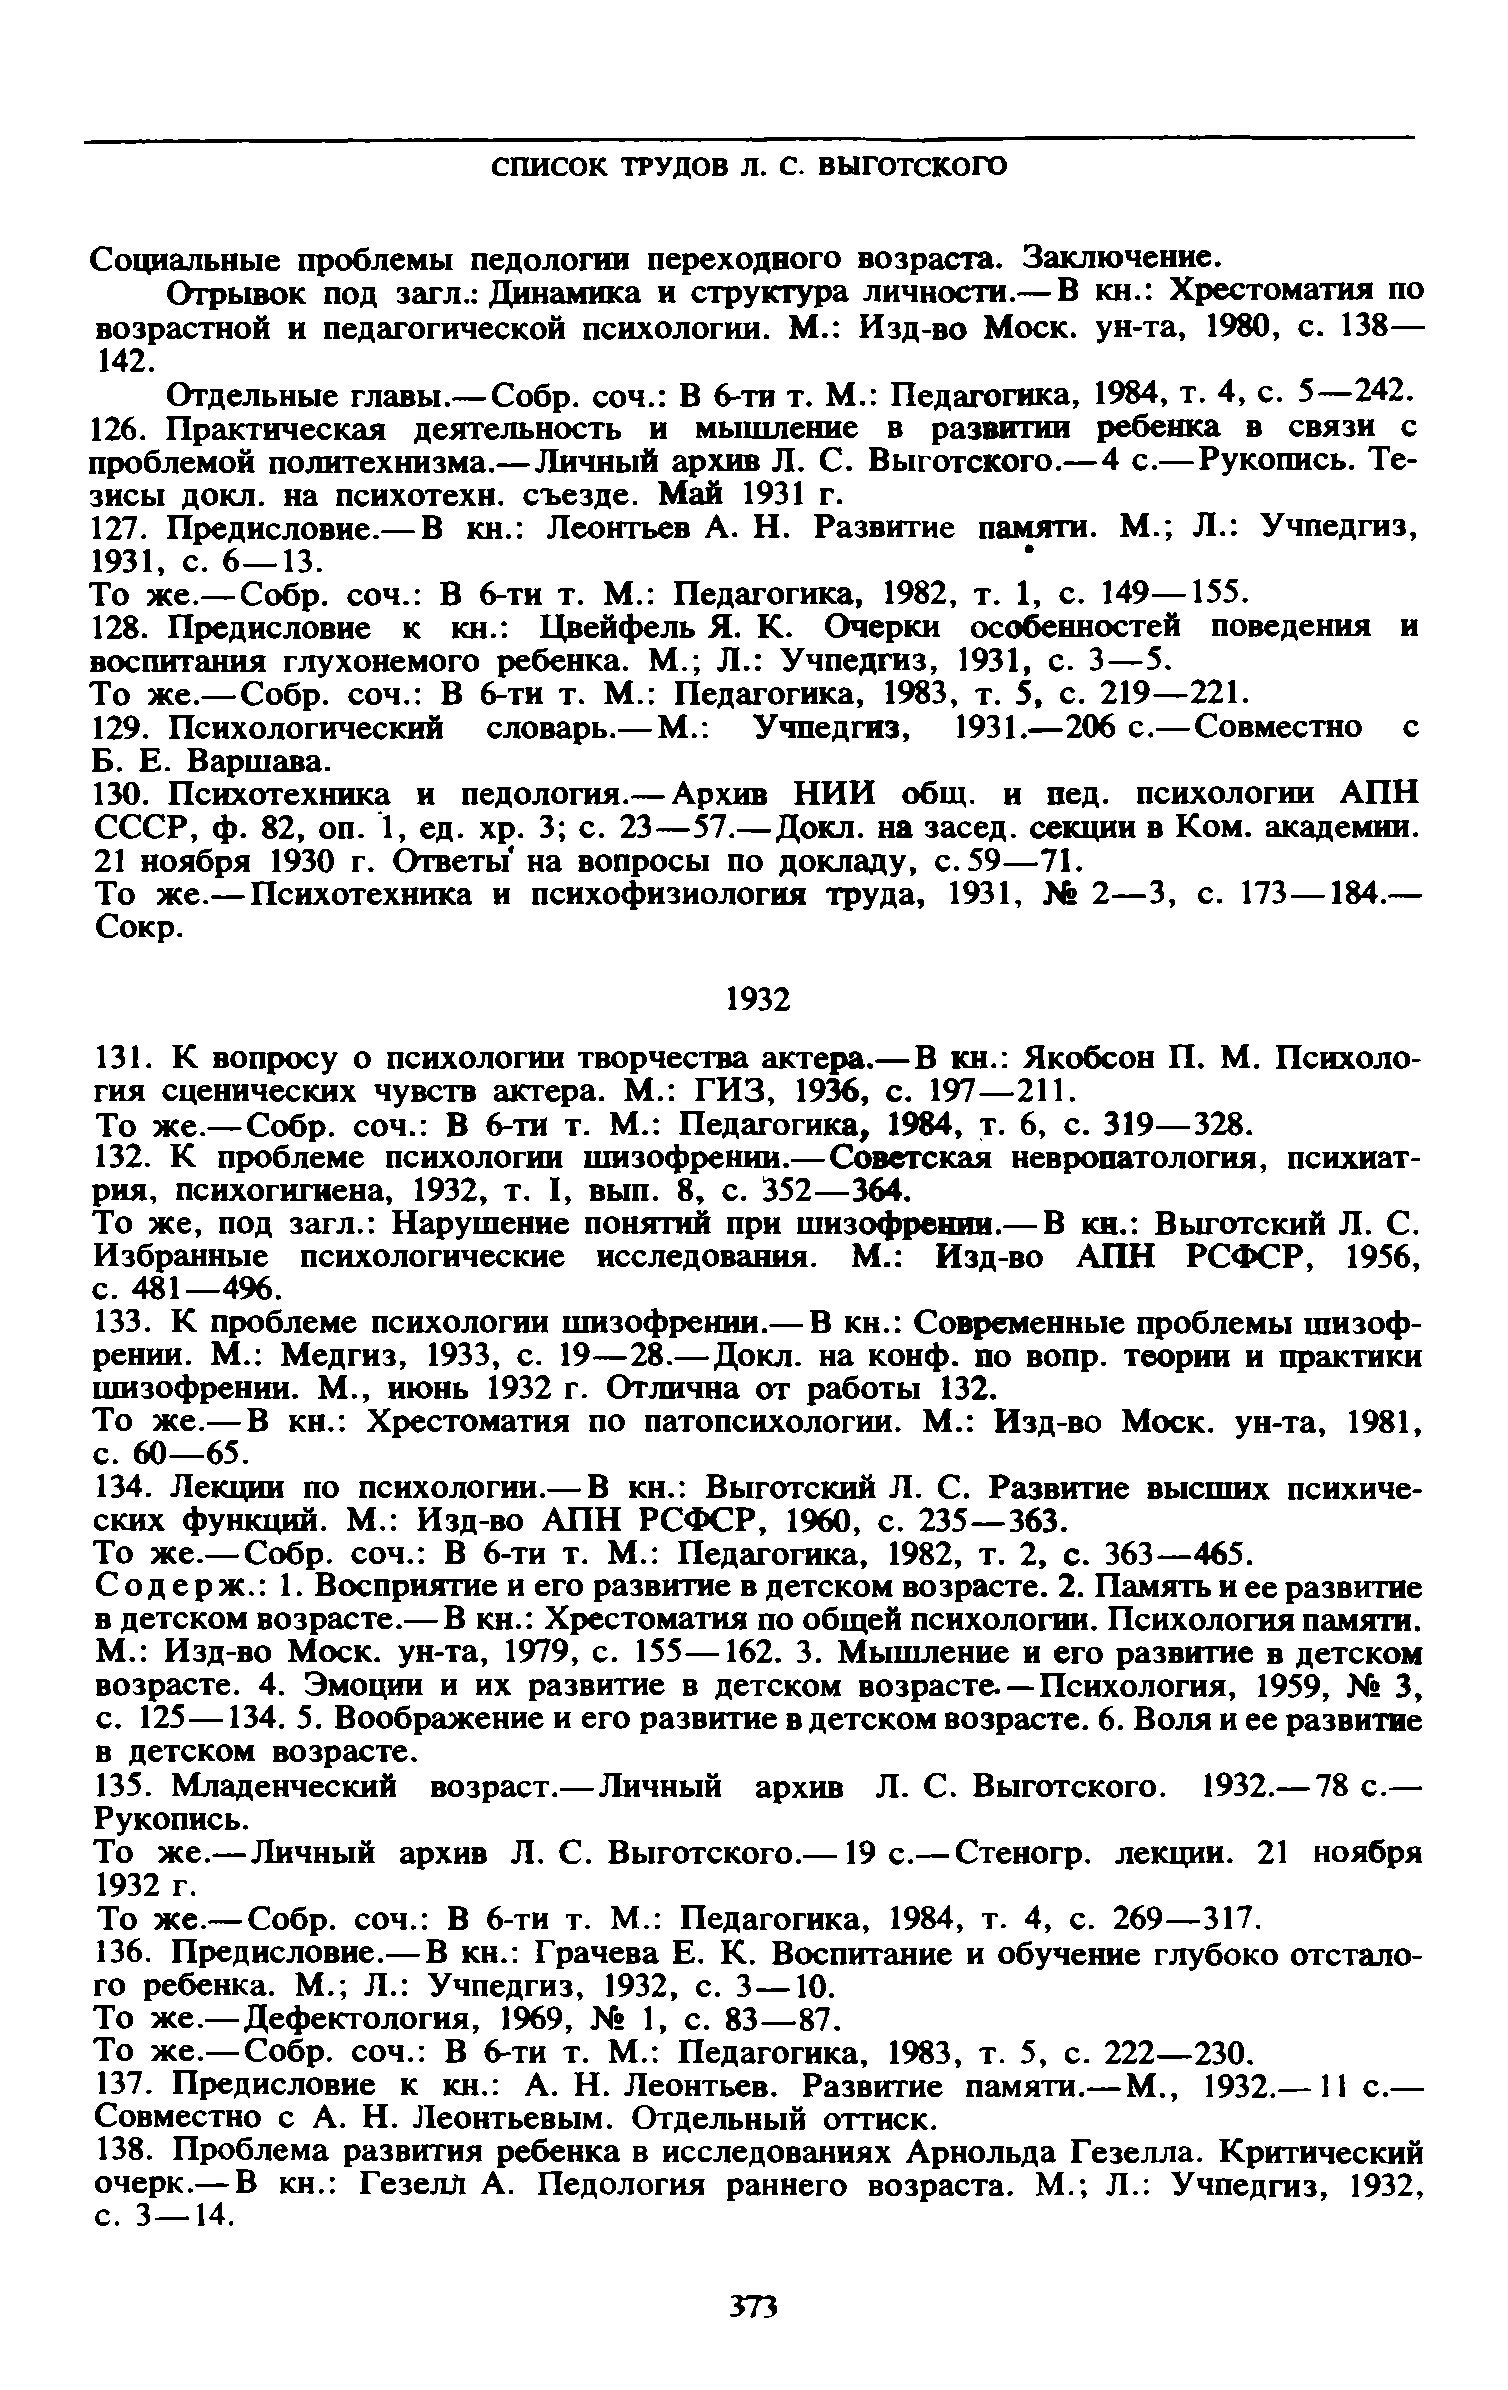 СПИСОК ТРУДОВ Л. С. ВЫГОТСКОГО
Социальные проблемы педологии переходного возраста. Заключение.
Отрывок под загл.: Динамика и структура личности.— В кн.: Хрестоматия по
возрастной и педагогической психологии. М.: Изд-во Моск. ун-та, 1980, с. 138—
142.
Отдельные главы.— Собр. соч.: В 6-ти т. М.: Педагогика, 1984, т. 4, с. 5—242.
126. Практическая деятельность и мышление в развитии ребенка в связи с
проблемой политехнизма.— Личный архив Л. С. Выготского.— 4 с.— Рукопись. Те-
зисы докл. на психотехн. съезде. Май 1931 г.
127. Предисловие.— В кн.: Леонтьев А. Н. Развитие памяти. М.; Л.: Учпедгиз,
1931, с. 6—13.
То же.— Собр. соч.: В 6-ти т. М.: Педагогика, 1982, т. 1, с. 149—155.
128. Предисловие к кн.: Цвейфель Я. К. Очерки особенностей поведения и
воспитания глухонемого ребенка. М.; Л.: Учпедгиз, 1931, с. 3—5.
То же.— Собр. соч.: В 6-ти т. М.: Педагогика, 1983, т. 5, с. 219—221.
129. Психологический словарь.— М.: Учпедгиз, 1931.— 206 с.— Совместно с
Б. Е. Варшава.
130. Психотехника и педология.— Архив НИИ общ. и пед. психологии АПН
СССР, ф. 82, оп. 1, ед. хр. 3; с. 23—57.— Докл. на засед. секции в Ком. академии.
21 ноября 1930 г. Ответы на вопросы по докладу, с. 59—71.
То же.— Психотехника и психофизиология труда, 1931, № 2—3, с. 173—184.—
Сокр.
1932
131. К вопросу о психологии творчества актера.— В кн.: Якобсон П. М. Психоло-
гия сценических чувств актера. М.: ГИЗ, 1936, с. 197—211.
То же.— Собр. соч.: В 6-ти т. М.: Педагогика, 1984, т. 6, с. 319—328.
132. К проблеме психологии шизофрении.— Советская невропатология, психиат-
рия, психогигиена, 1932, т. I, вып. 8, с. 352—364.
То же, под загл.: Нарушение понятий при шизофрении.— В кн.: Выготский Л. С.
Избранные психологические исследования. М.: Изд-во АПН РСФСР, 1956,
с. 481—496.
133. К проблеме психологии шизофрении.— В кн.: Современные проблемы шизоф-
рении. М.: Медгиз, 1933, с. 19—28.— Докл. на конф. по вопр. теории и практики
шизофрении. М., июнь 1932 г. Отлична от работы 132.
То же.— В кн.: Хрестоматия по патопсихологии. М.: Изд-во Моск. ун-та, 1981,
с. 60—65.
134. Лекции по психологии.— В кн.: Выготский Л. С. Развитие высших психиче-
ских функций. М.: Изд-во АПН РСФСР, 1960, с. 235—363.
То же.— Собр. соч.: В 6-ти т. М.: Педагогика, 1982, т. 2, с. 363—465.
Содерж.: 1. Восприятие и его развитие в детском возрасте. 2. Память и ее развитие
в детском возрасте.— В кн.: Хрестоматия по общей психологии. Психология памяти.
М.: Изд-во Моск. ун-та, 1979, с. 155—162. 3. Мышление и его развитие в детском
возрасте. 4. Эмоции и их развитие в детском возрасте.— Психология, 1959, № 3,
с. 125—134. 5. Воображение и его развитие в детском возрасте. 6. Воля и ее развитие
в детском возрасте.
135. Младенческий возраст.— Личный архив Л. С. Выготского. 1932.— 78 с.—
Рукопись.
То же.— Личный архив Л. С. Выготского.— 19 с.— Стеногр. лекции. 21 ноября
1932 г.
То же.— Собр. соч.: В 6-ти т. М.: Педагогика, 1984, т. 4, с. 269—317.
136. Предисловие.— В кн.: Грачева Е. К. Воспитание и обучение глубоко отстало-
го ребенка. М.; Л.: Учпедгиз, 1932, с. 3—10.
То же.— Дефектология, 1969, № 1, с. 83—87.
То же.— Собр. соч.: В 6-ти т. М.: Педагогика, 1983, т. 5, с. 222—230.
137. Предисловие к кн.: А. Н. Леонтьев. Развитие памяти.— М., 1932.— 11 с.—
Совместно с А. Н. Леонтьевым. Отдельный оттиск.
138. Проблема развития ребенка в исследованиях Арнольда Гезелла. Критический
очерк.— В кн.: Гезелл А. Педология раннего возраста. М.; Л.: Учпедгиз, 1932,
с. 3—14.
373